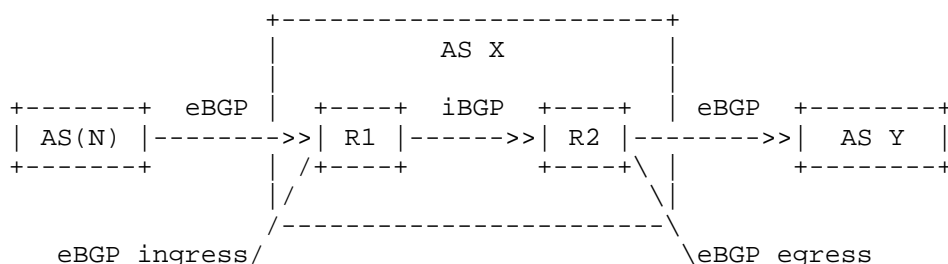 AS X
eBGP iBGP eBGP
AS(N) R1 R2 AS Y
eBGP ingress eBGP egress